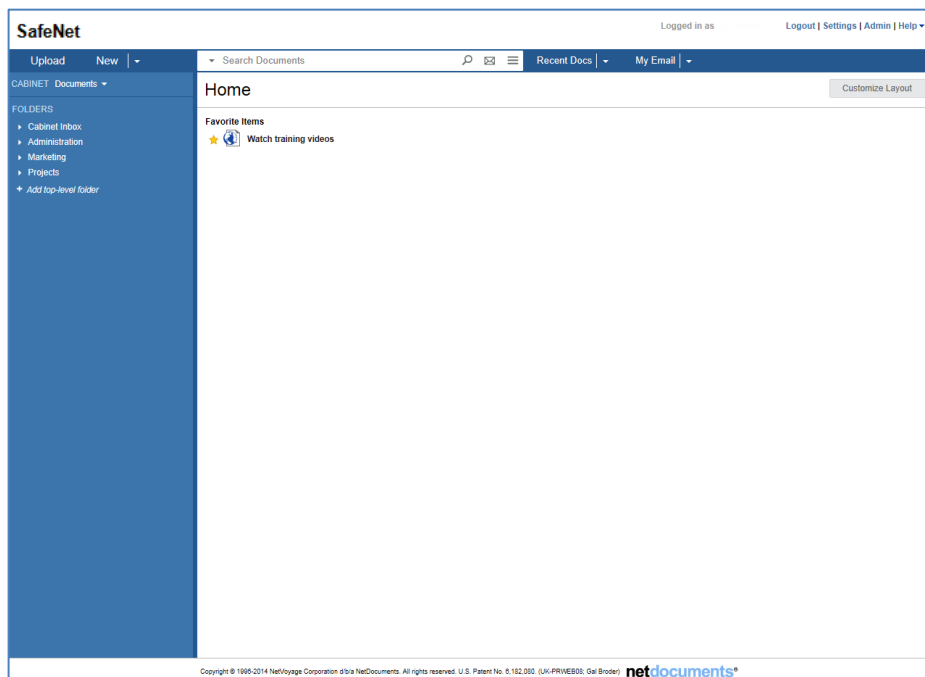 SafeNet
Logged in as
Logout | Settings | Admin | Help
Upload New
Search Documents
Recent Docs
My Email
CABINET Documents
Home
Customize Layout
FOLDERS
Cabinet Inbox
Administration
Marketing
Projects
+ Add top-level folder
Favorite Items
Watch training videos
Copyright © 1996-2014 NetVoyage Corporation d/b/a NetDocuments. All rights reserved. U.S. Patent No. 6,182,080. (UK-PRWEB08; Gal Broder) netdocuments®